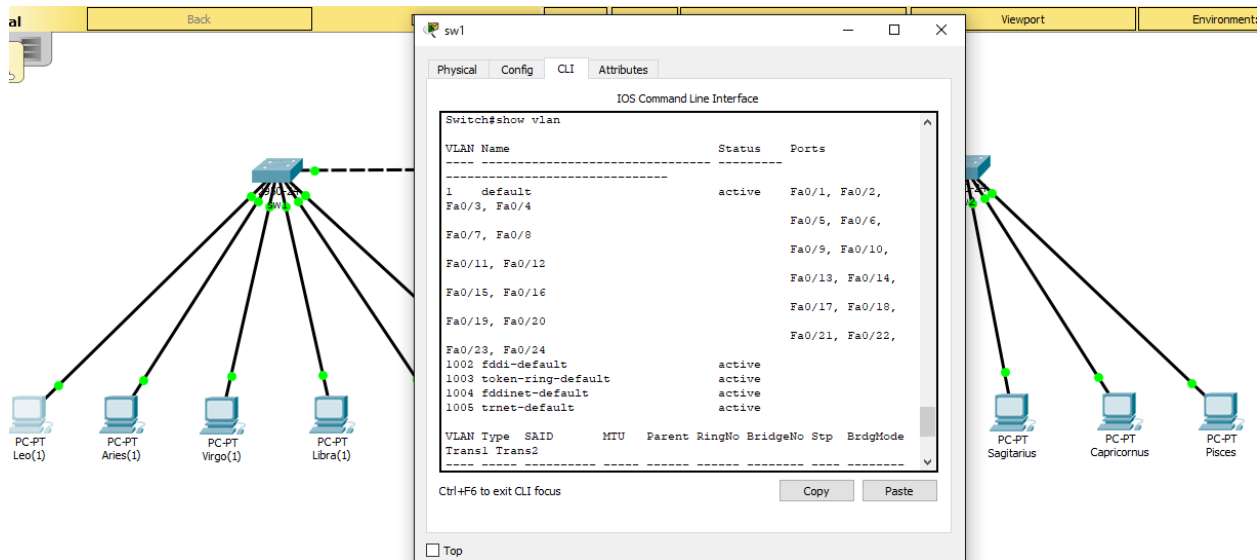 al
Back
Viewport
Environment:
sw1
Physical
Config
CLI
Attributes
IOS Command Line Interface
Switch#show vlan
VLAN Name                             Status    Ports
---- -------------------------------- ---------
-------------------------------
1    default                          active    Fa0/1, Fa0/2,
Fa0/3, Fa0/4
                                                Fa0/5, Fa0/6,
Fa0/7, Fa0/8
                                                Fa0/9, Fa0/10,
Fa0/11, Fa0/12
                                                Fa0/13, Fa0/14,
Fa0/15, Fa0/16
                                                Fa0/17, Fa0/18,
Fa0/19, Fa0/20
                                                Fa0/21, Fa0/22,
Fa0/23, Fa0/24
1002 fddi-default                     active
1003 token-ring-default               active
1004 fddinet-default                  active
1005 trnet-default                    active
VLAN Type  SAID       MTU   Parent RingNo BridgeNo Stp  BrdgMode
Trans1 Trans2
---- ----- ---------- ----- ------ ------ -------- ---- --------
Ctrl+F6 to exit CLI focus
Copy
Paste
Top
sw1
PC-PT
Leo(1)
PC-PT
Aries(1)
PC-PT
Virgo(1)
PC-PT
Libra(1)
PC-PT
Sagitarius
PC-PT
Capricornus
PC-PT
Pisces